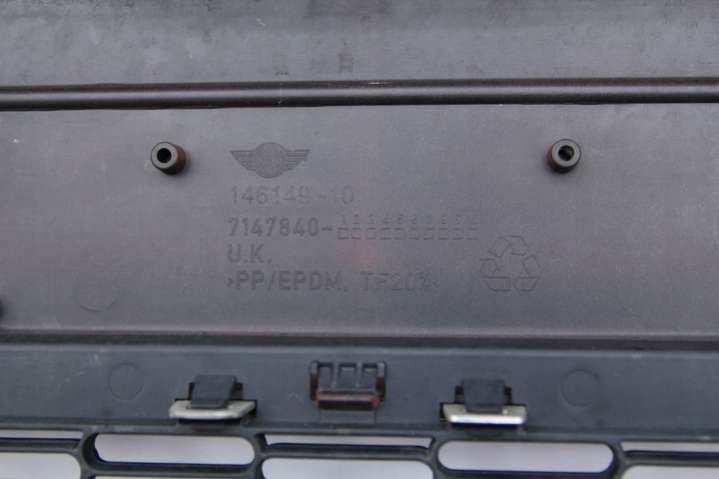 146149-10
7147840-
U.K.
>PP/EPDM, TF20%<